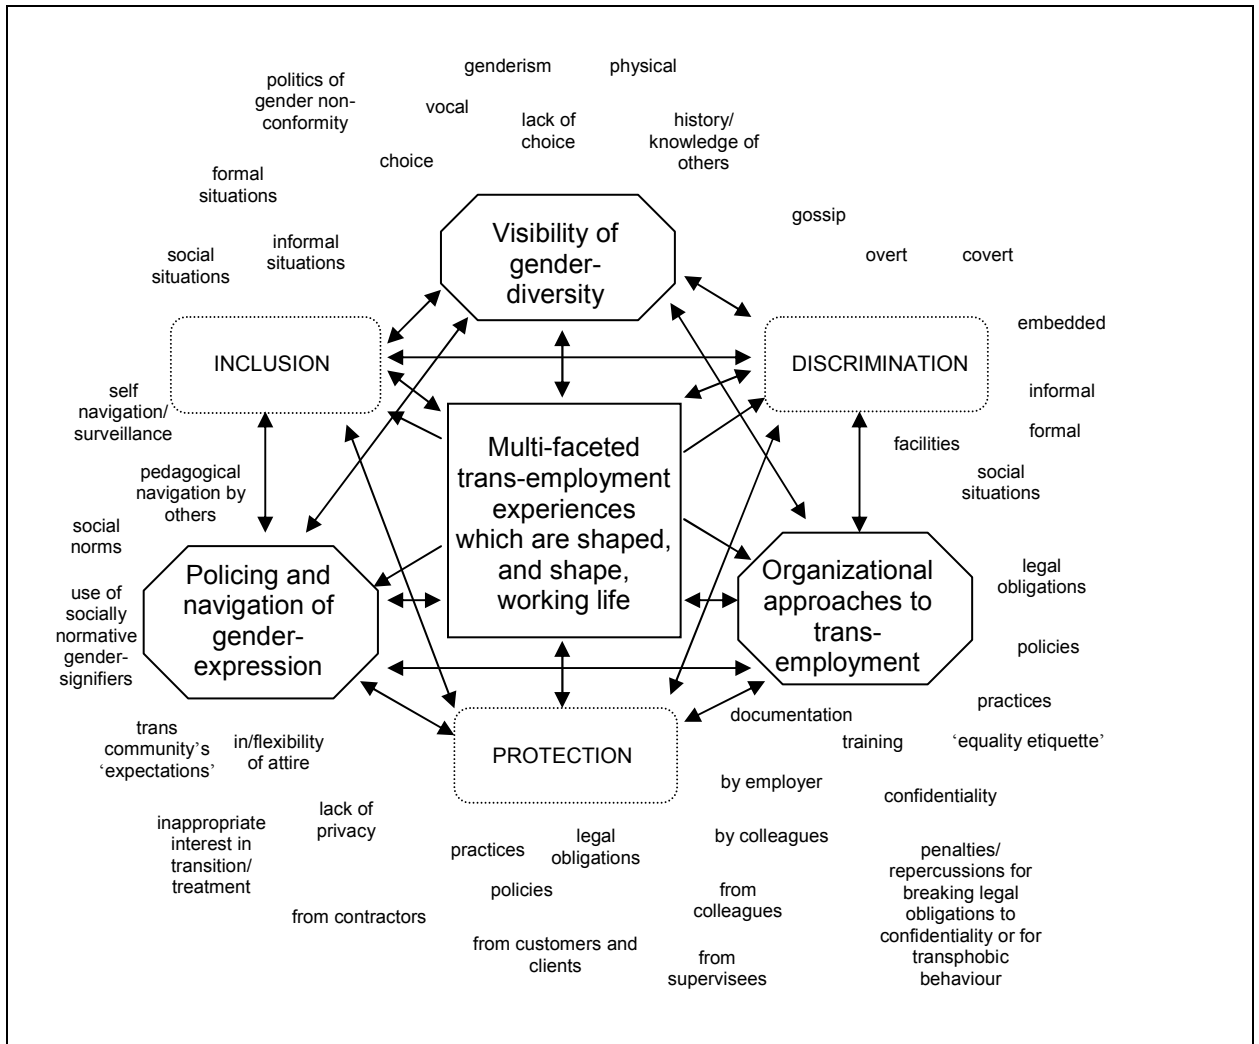 genderism
physical
politics of
gender non-
conformity
vocal
lack of
choice
history/
knowledge of
others
choice
formal
situations
social
situations
informal
situations
Visibility of
gender-
diversity
gossip
overt
covert
embedded
INCLUSION
DISCRIMINATION
informal
formal
facilities
social
situations
self
navigation/
surveillance
pedagogical
navigation by
others
social
norms
use of
socially
normative
gender-
signifiers
Multi-faceted
trans-employment
experiences
which are shaped,
and shape,
working life
Policing and
navigation of
gender-
expression
Organizational
approaches to
trans-
employment
legal
obligations
policies
practices
‘equality etiquette’
documentation
training
PROTECTION
trans
community’s
‘expectations’
in/flexibility
of attire
lack of
privacy
inappropriate
interest in
transition/
treatment
by employer
confidentiality
by colleagues
practices
legal
obligations
policies
from
colleagues
from contractors
from customers and
clients
from
supervisees
penalties/
repercussions for
breaking legal
obligations to
confidentiality or for
transphobic
behaviour